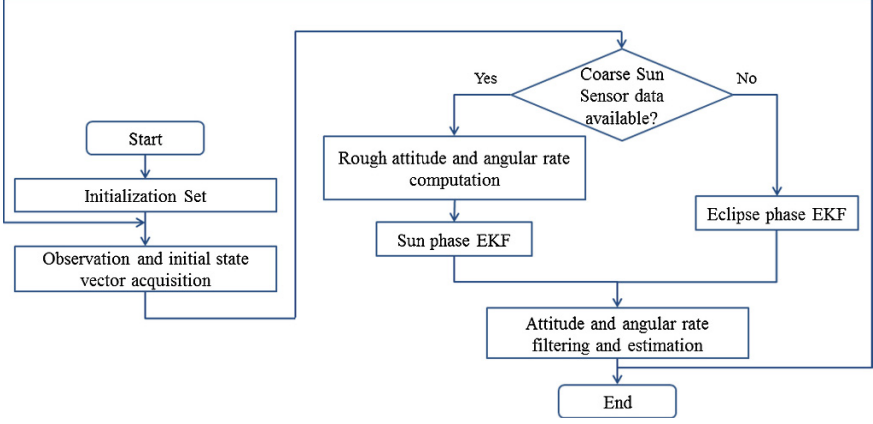 Start
Initialization Set
Observation and initial state
vector acquisition
Coarse Sun
Sensor data
available?
Yes
No
Rough attitude and angular rate
computation
Sun phase EKF
Eclipse phase EKF
Attitude and angular rate
filtering and estimation
End